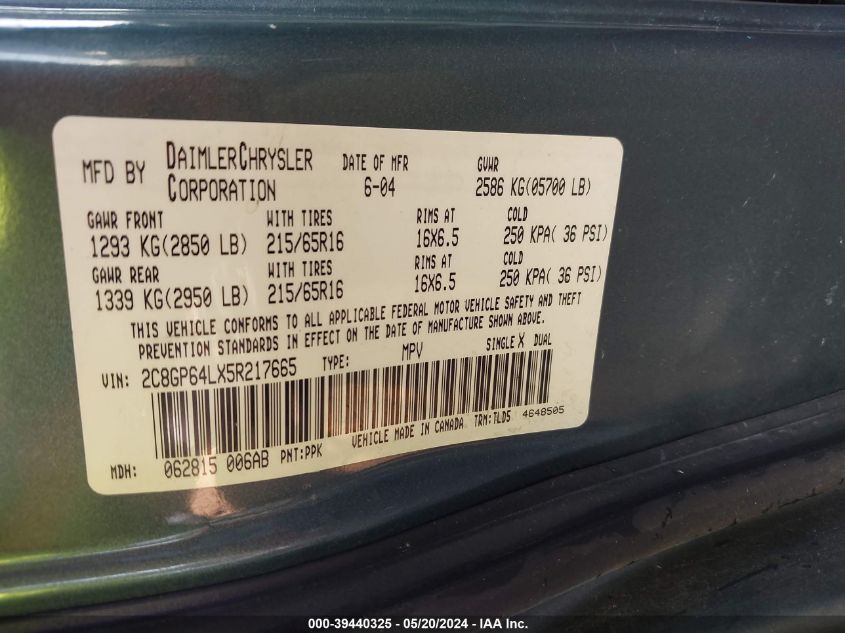 MFD BY DAIMLERCHRYSLER CORPORATION DATE OF MFR 6-04 GVWR 2586 KG(05700 LB)
GAWR FRONT WITH TIRES RIMS AT COLD
1293 KG(2850 LB) 215/65R16 16X6.5 250 KPA( 36 PSI)
GAWR REAR WITH TIRES RIMS AT COLD
1339 KG(2950 LB) 215/65R16 16X6.5 250 KPA( 36 PSI)
THIS VEHICLE CONFORMS TO ALL APPLICABLE FEDERAL MOTOR VEHICLE SAFETY AND THEFT
PREVENTION STANDARDS IN EFFECT ON THE DATE OF MANUFACTURE SHOWN ABOVE.
VIN: 2C8GP64LX5R217665 TYPE: MPV SINGLE X DUAL
VEHICLE MADE IN CANADA TRM:TLD5 4648505
MDH: 062815 006AB PNT:PPK
000-39440325 - 05/20/2024 - IAA Inc.